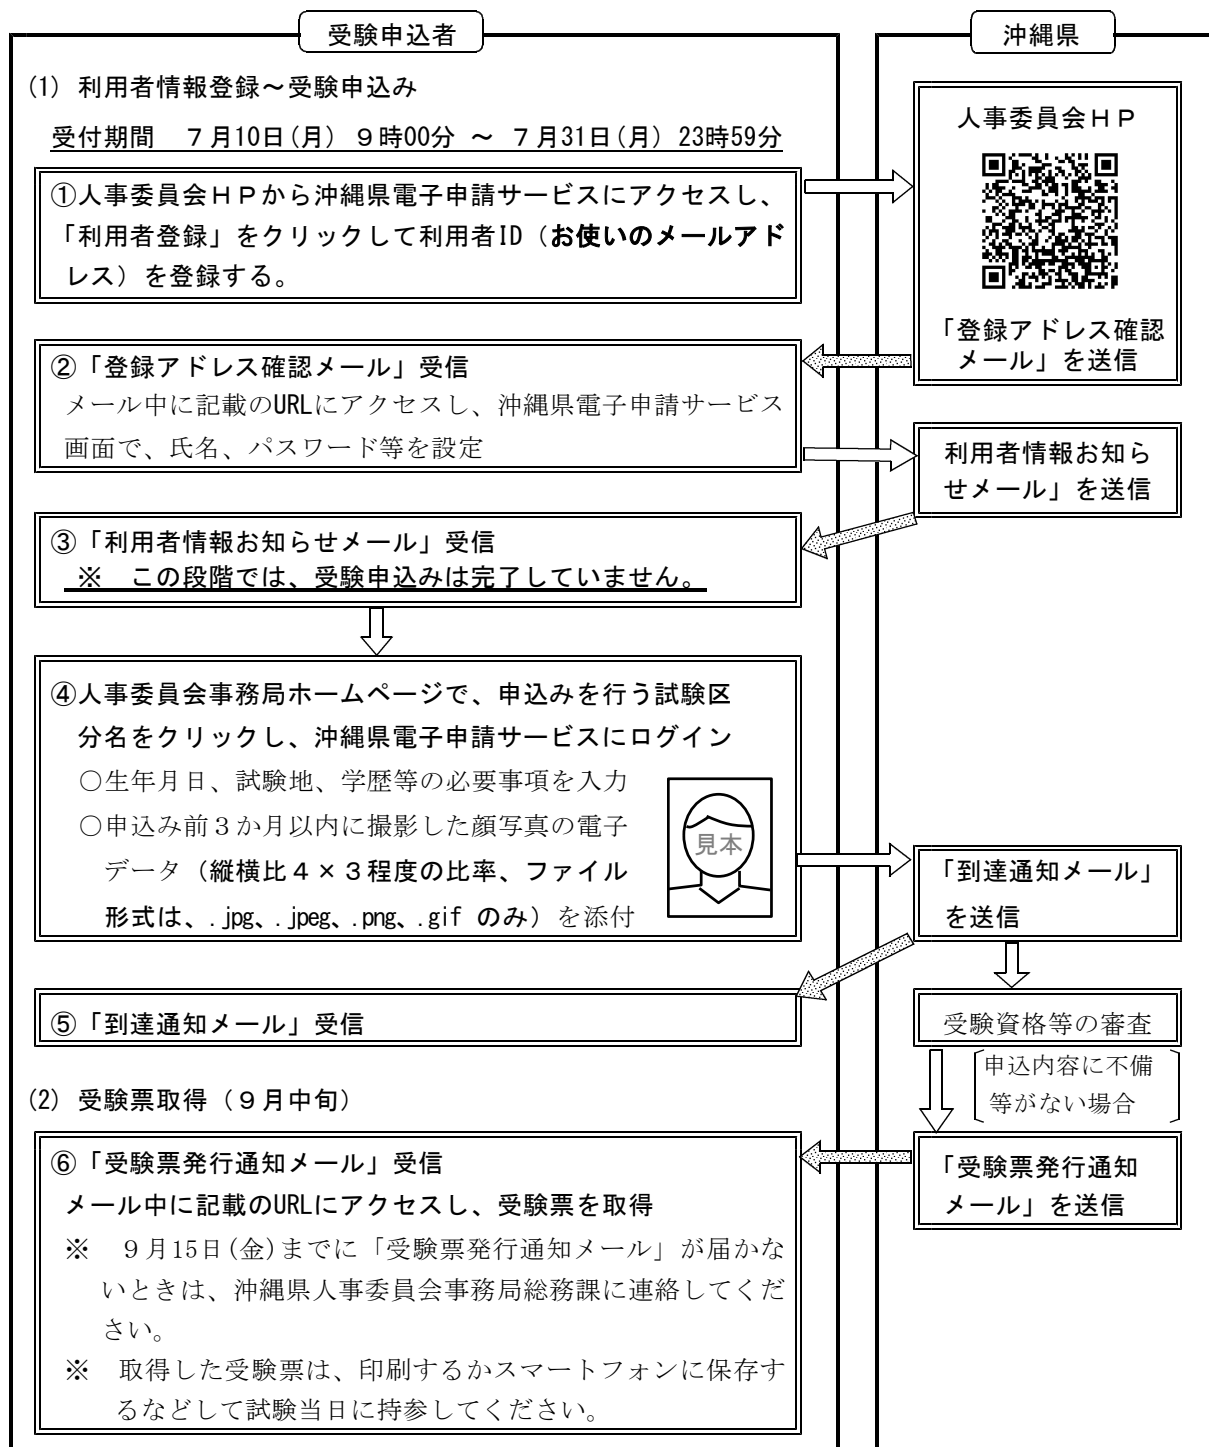 受験申込者
(1) 利用者情報登録～受験申込み
受付期間　７月10日(月) ９時00分 ～ ７月31日(月) 23時59分
①人事委員会ＨＰから沖縄県電子申請サービスにアクセスし、
「利用者登録」をクリックして利用者ID（お使いのメールアド
レス）を登録する。
②「登録アドレス確認メール」受信
メール中に記載のURLにアクセスし、沖縄県電子申請サービス
画面で、氏名、パスワード等を設定
③「利用者情報お知らせメール」受信
※　この段階では、受験申込みは完了していません。
④人事委員会事務局ホームページで、申込みを行う試験区
分名をクリックし、沖縄県電子申請サービスにログイン
○生年月日、試験地、学歴等の必要事項を入力
○申込み前３か月以内に撮影した顔写真の電子
データ（縦横比４×３程度の比率、ファイル
形式は、.jpg、.jpeg、.png、.gif のみ）を添付
見本
⑤「到達通知メール」受信
(2) 受験票取得（９月中旬）
⑥「受験票発行通知メール」受信
メール中に記載のURLにアクセスし、受験票を取得
※　９月15日(金)までに「受験票発行通知メール」が届かな
いときは、沖縄県人事委員会事務局総務課に連絡してくだ
さい。
※　取得した受験票は、印刷するかスマートフォンに保存す
るなどして試験当日に持参してください。
沖縄県
人事委員会ＨＰ
「登録アドレス確認
メール」を送信
利用者情報お知ら
せメール」を送信
「到達通知メール」
を送信
受験資格等の審査
申込内容に不備
等がない場合
「受験票発行通知
メール」を送信